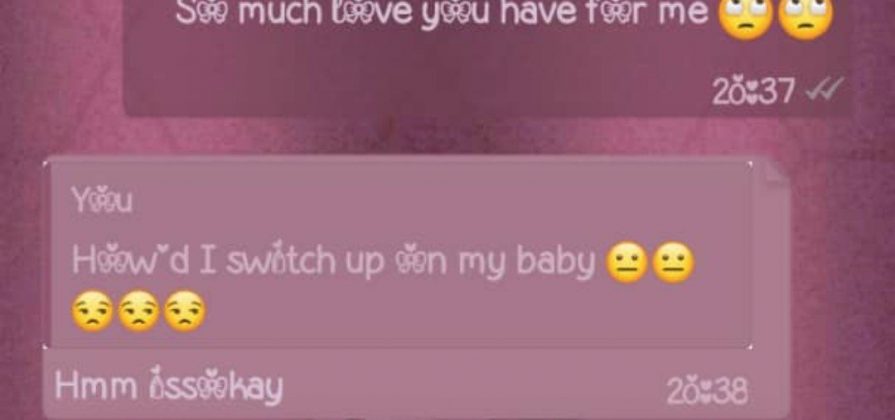 So much love you have for me 🙄🙄
20:37
You
How'd I switch up on my baby 😐😐
😒😒😒
Hmm issokay
20:38